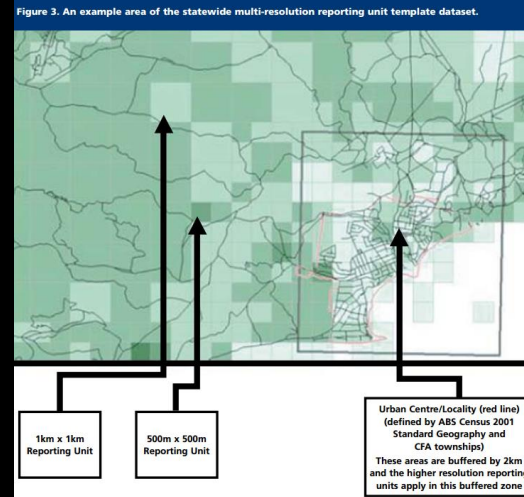 Figure 3. An example area of the statewide multi-resolution reporting unit template dataset.
1km x 1km
Reporting Unit
500m x 500m
Reporting Unit
Urban Centre/Locality (red line)
(defined by ABS Census 2001
Standard Geography and
CFA townships)
These areas are buffered by 2km
and the higher resolution reporting
units apply in this buffered zone